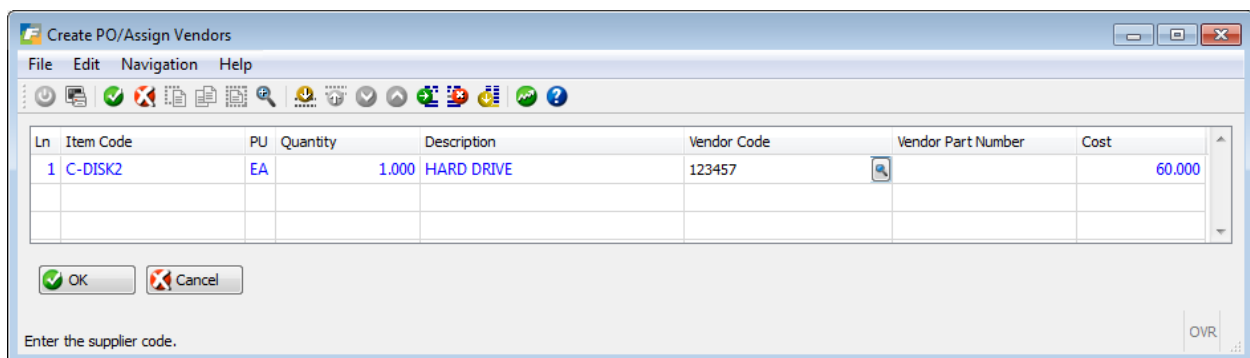 Create PO/Assign Vendors
File Edit Navigation Help
Ln Item Code PU Quantity Description Vendor Code Vendor Part Number Cost
1 C-DISK2 EA 1.000 HARD DRIVE 123457 60.000
OK Cancel
OVR
Enter the supplier code.